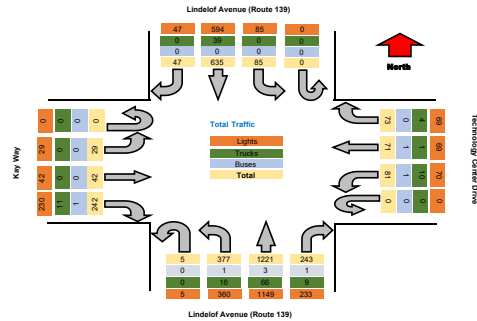 Lindelof Avenue (Route 139)
47 594 85 0
0 39 0 0
0 0 0 0
47 635 85 0
North
Total Traffic
Lights
Trucks
Buses
Total
Kay Way
0 0 0 0
29 0 0 29
42 0 0 42
230 11 1 242
73 0 4 69
71 1 1 69
81 1 10 70
0 0 0 0
Technology Center Drive
5 377 1221 243
0 1 3 1
0 16 66 9
5 360 1149 233
Lindelof Avenue (Route 139)